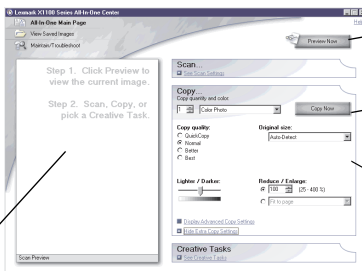 Lexmark X1100 Series All-In-One Center
All-In-One Main Page
View Saved Images
Maintain/Troubleshoot
Preview Now
Step 1. Click Preview to
view the current image.
Step 2. Scan, Copy, or
pick a Creative Task.
Scan Preview
Scan...
See Scan Settings
Copy...
Copy quantity and color
1
Color Photo
Copy Now
Copy quality:
QuickCopy
Normal
Better
Best
Original size:
Auto-Detect
Lighter / Darker:
Reduce / Enlarge:
100
(25 - 400 %)
Fit to page
Display Advanced Copy Settings
Hide Extra Copy Settings
Creative Tasks
See Creative Tasks